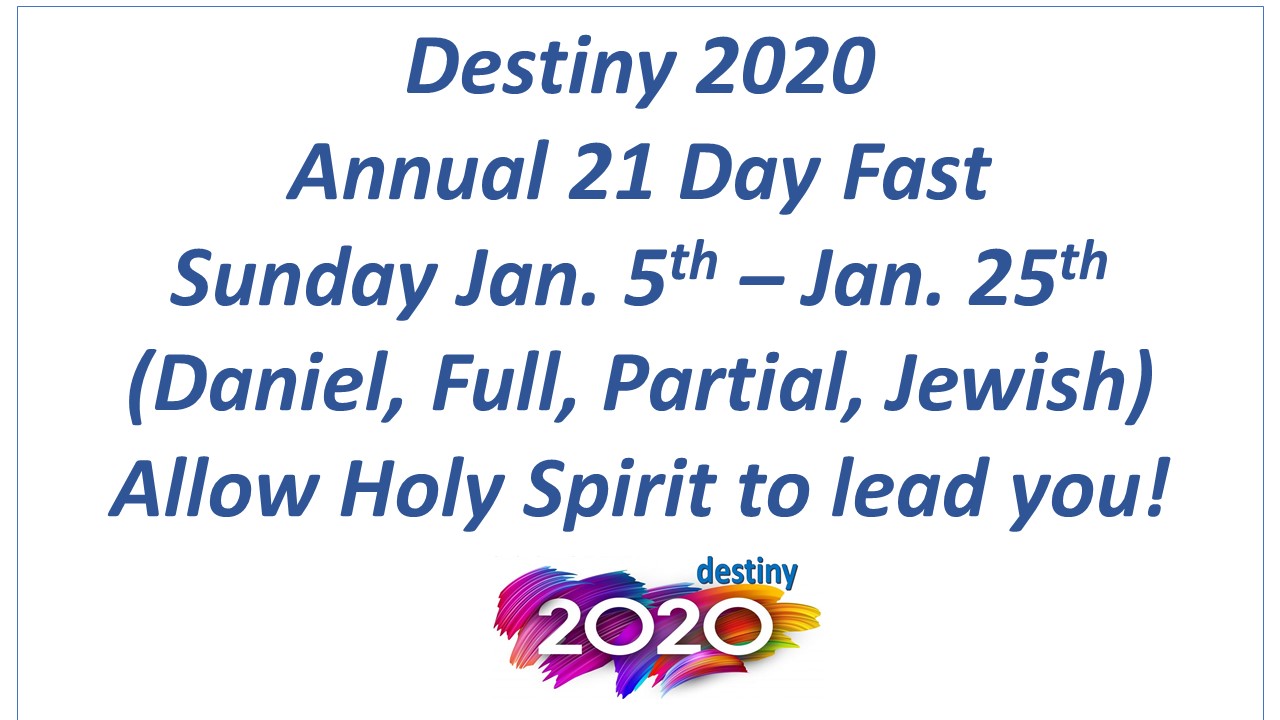 Destiny 2020
Annual 21 Day Fast
Sunday Jan. 5th – Jan. 25th
(Daniel, Full, Partial, Jewish)
Allow Holy Spirit to lead you!
destiny
2020